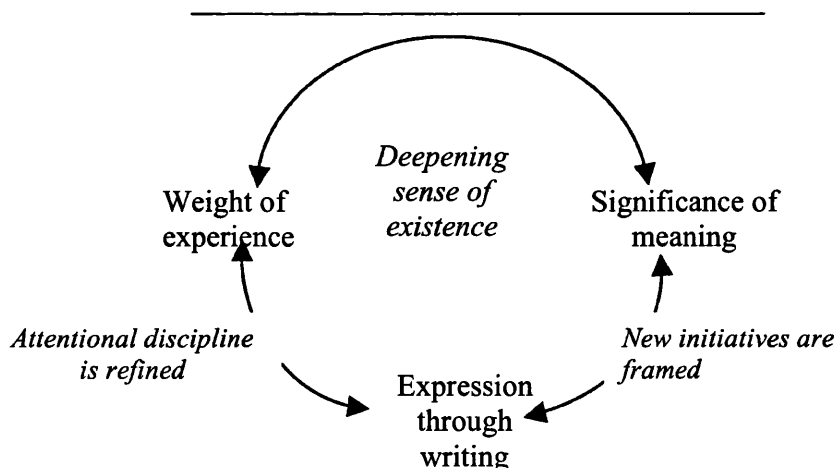 Deepening
sense of
existence
Weight of
experience
Significance of
meaning
Attentional discipline
is refined
New initiatives are
framed
Expression
through
writing